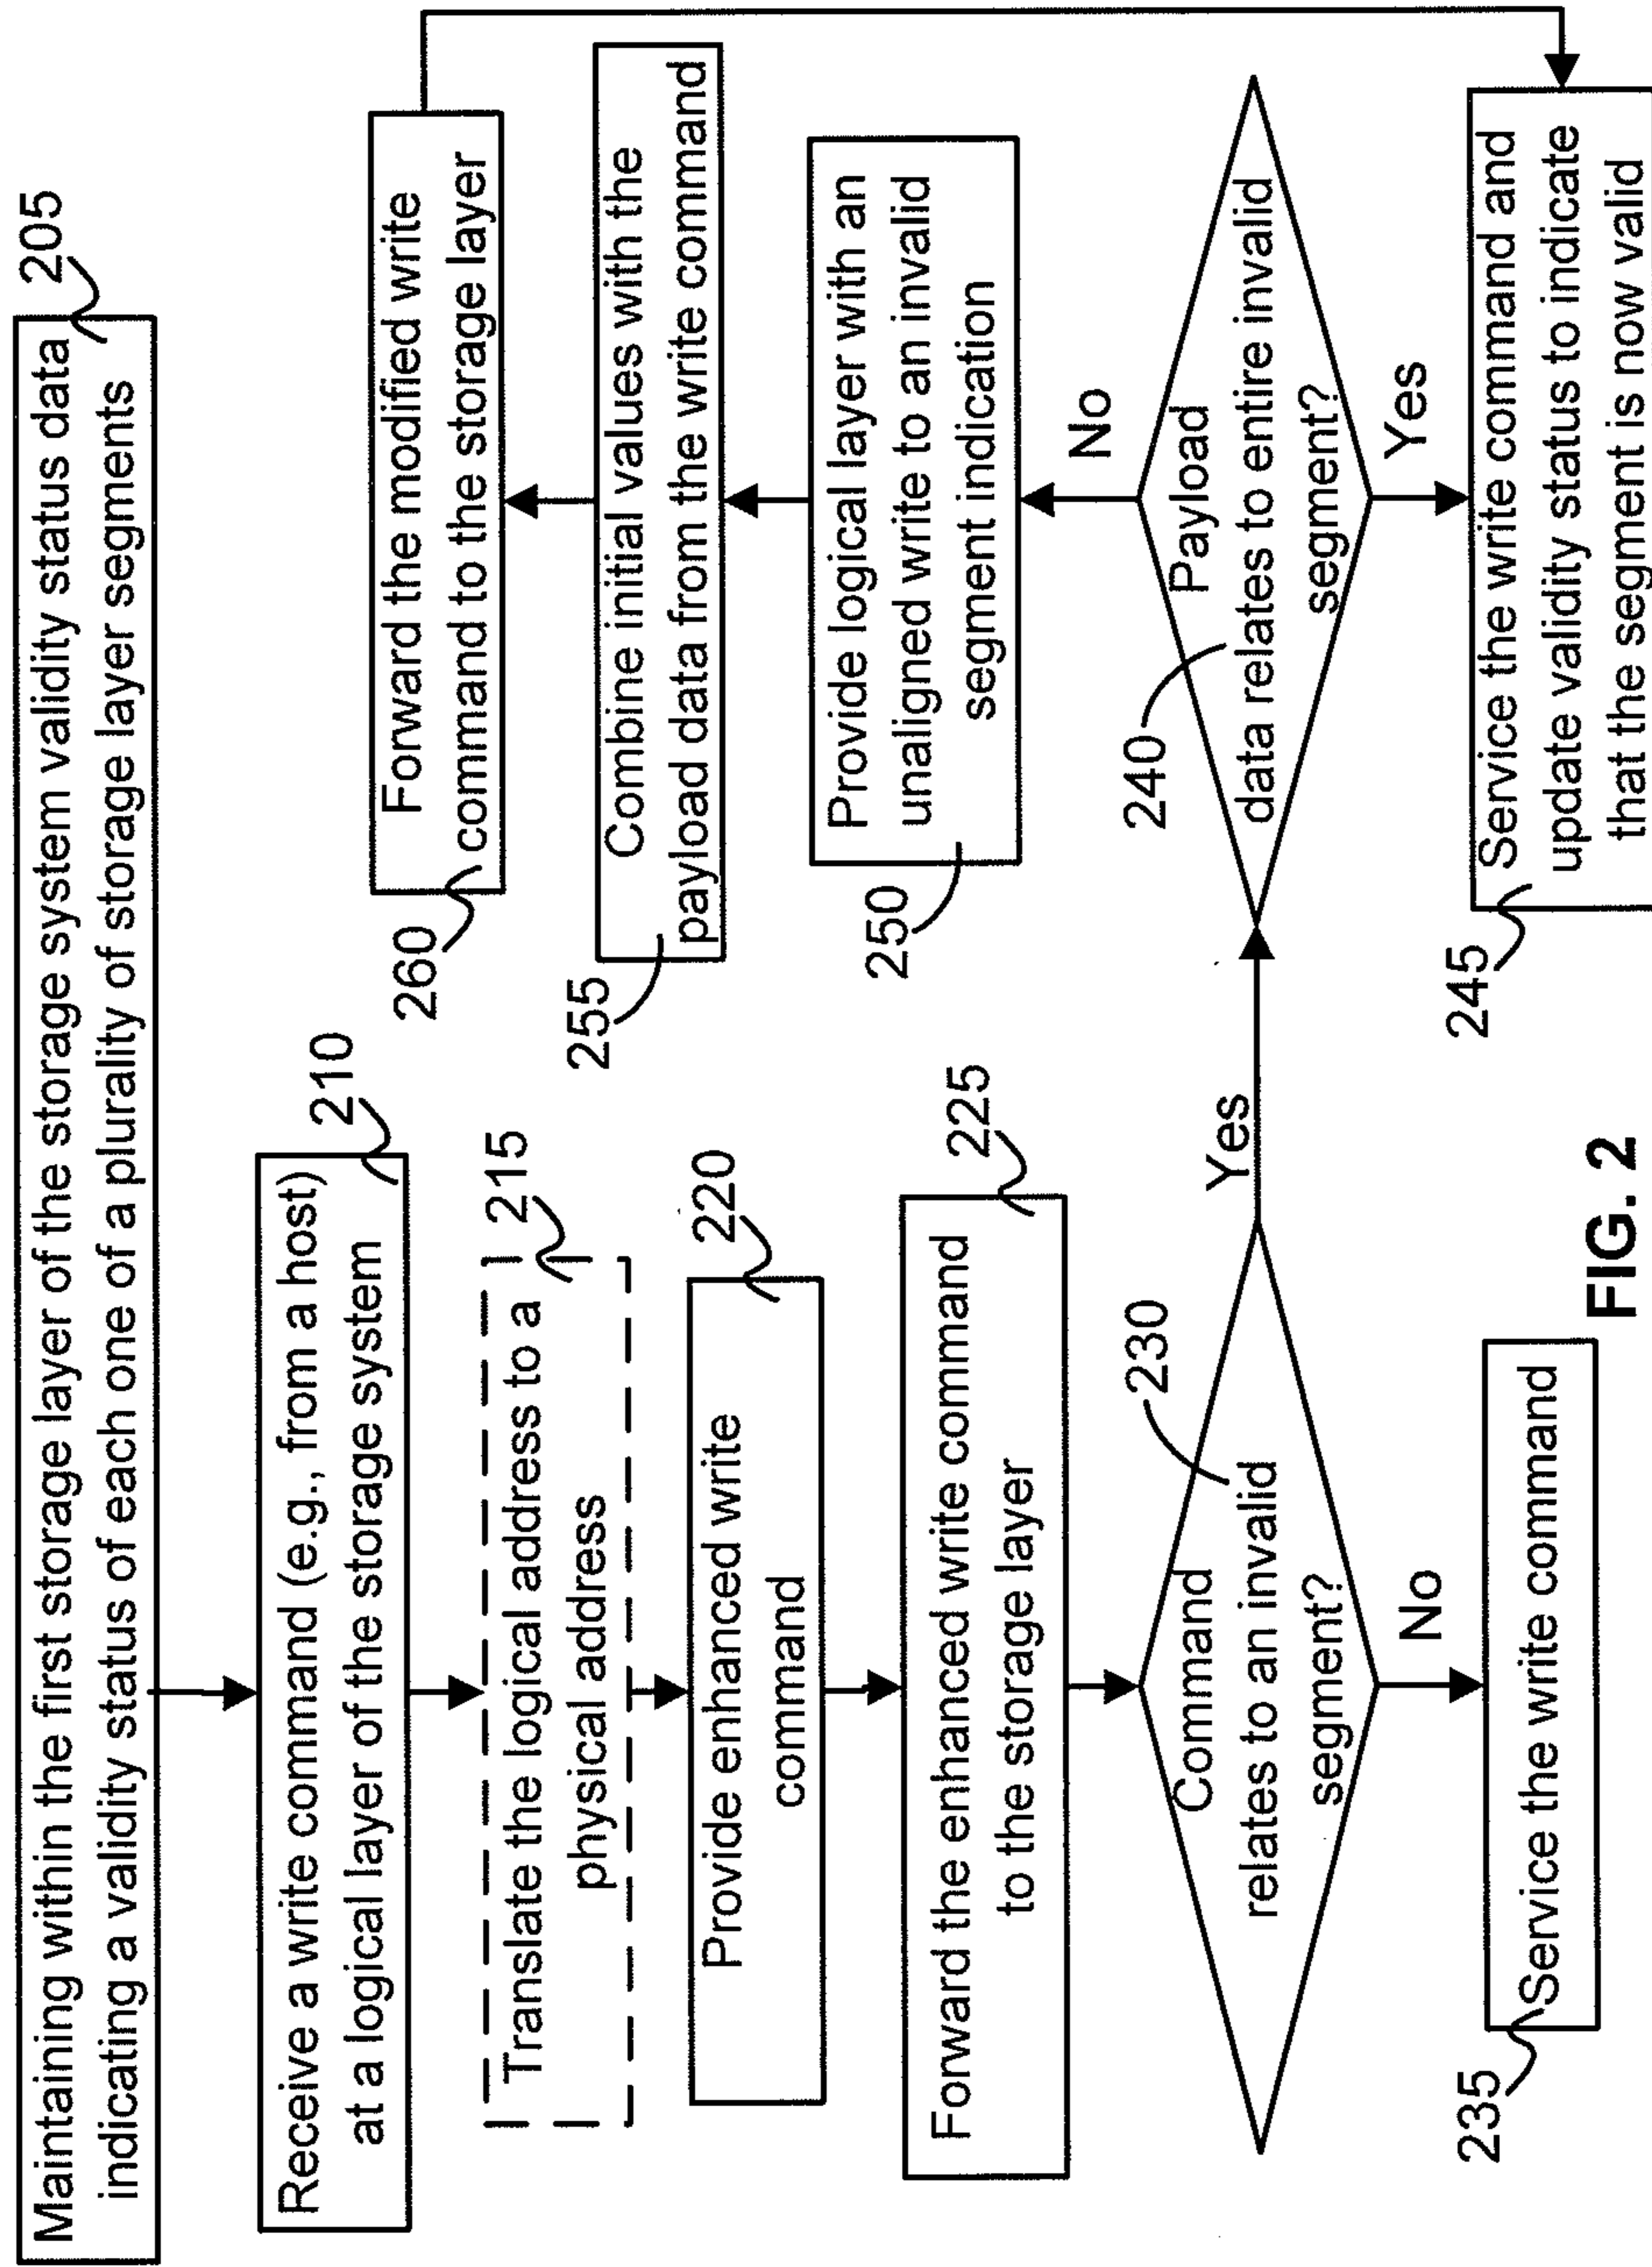 Maintaining within the first storage layer of the storage system validity status data
indicating a validity status of each one of a plurality of storage layer segments
205
Receive a write command (e.g., from a host)
at a logical layer of the storage system
210
Translate the logical address to a
physical address
215
Provide enhanced write
command
220
Forward the enhanced write command
to the storage layer
225
Command
relates to an invalid
segment?
230
No
Yes
Service the write command
235
Payload
data relates to entire invalid
segment?
240
No
Yes
Service the write command and
update validity status to indicate
that the segment is now valid
245
Provide logical layer with an
unaligned write to an invalid
segment indication
250
Combine initial values with the
payload data from the write command
255
Forward the modified write
command to the storage layer
260
FIG. 2